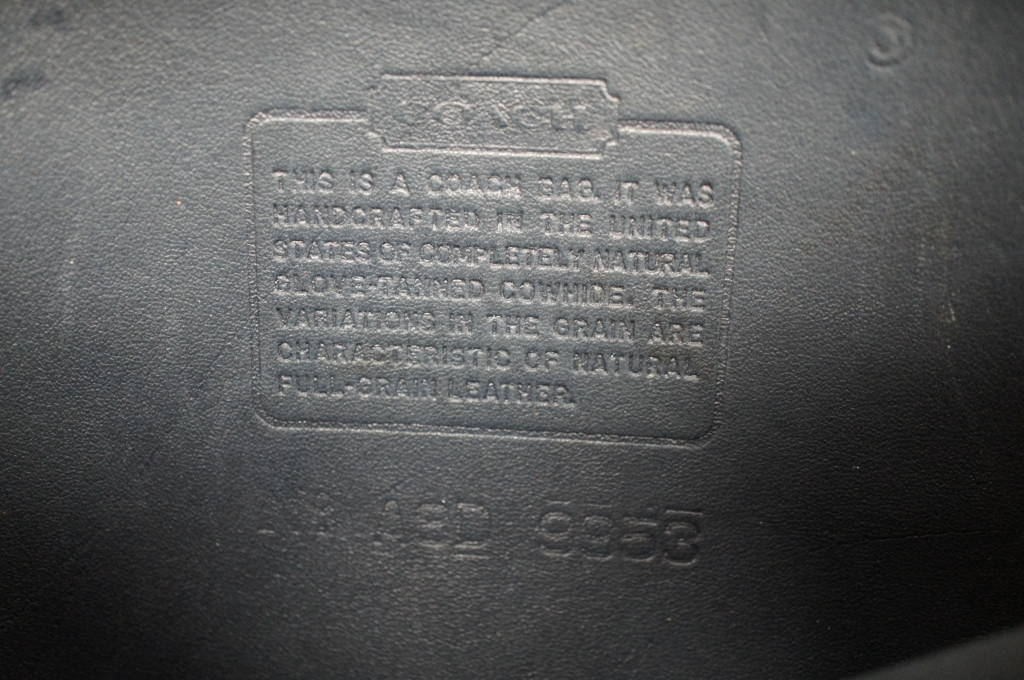 COACH
THIS IS A COACH BAG. IT WAS
HANDCRAFTED IN THE UNITED
STATES OF COMPLETELY NATURAL
GLOVE-TANNED COWHIDE. THE
VARIATIONS IN THE GRAIN ARE
CHARACTERISTIC OF NATURAL
FULL-GRAIN LEATHER.